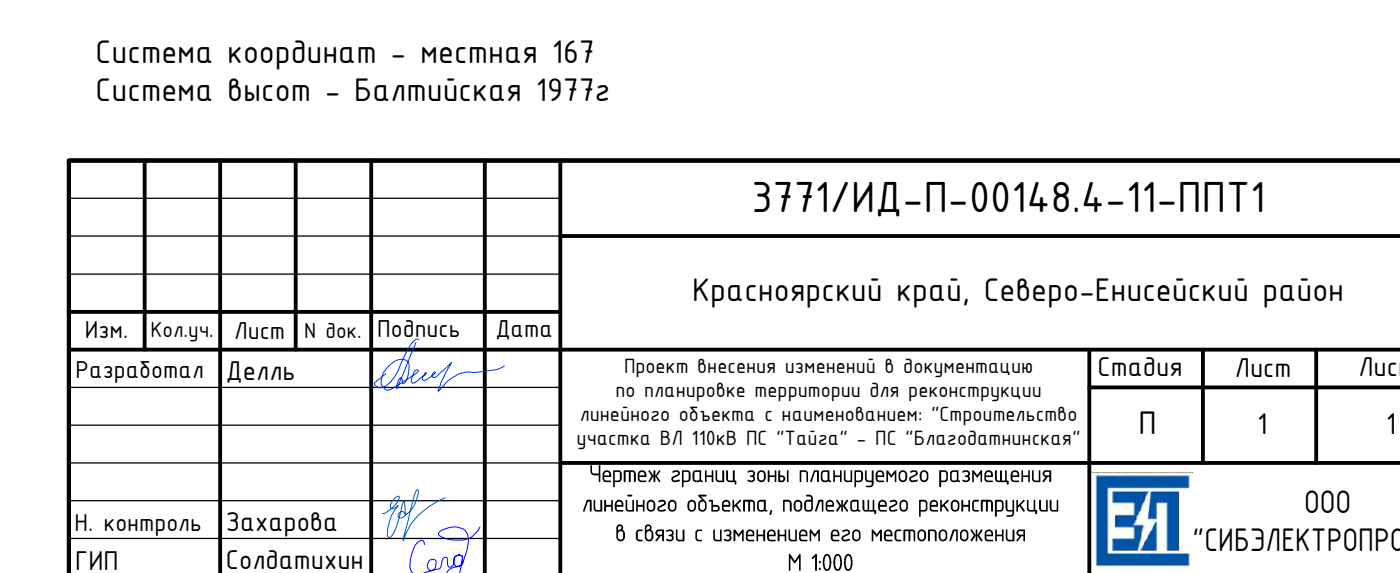 Система координат - местная 167
Система высот - Балтийская 1977г
3771/ИД-П-00148.4-11-ППТ1
Красноярский край, Северо-Енисейский район
Изм. Кол.уч. Лист N док. Подпись Дата
Разработал Делль
Проект внесения изменений в документацию
по планировке территории для реконструкции
линейного объекта с наименованием: "Строительство
участка ВЛ 110кВ ПС "Тайга" - ПС "Благодатнинская"
Стадия Лист
П 1 1
Чертеж границ зоны планируемого размещения
линейного объекта, подлежащего реконструкции
в связи с изменением его местоположения
М 1:000
Н. контроль Захарова
ГИП Солдатихин
ООО